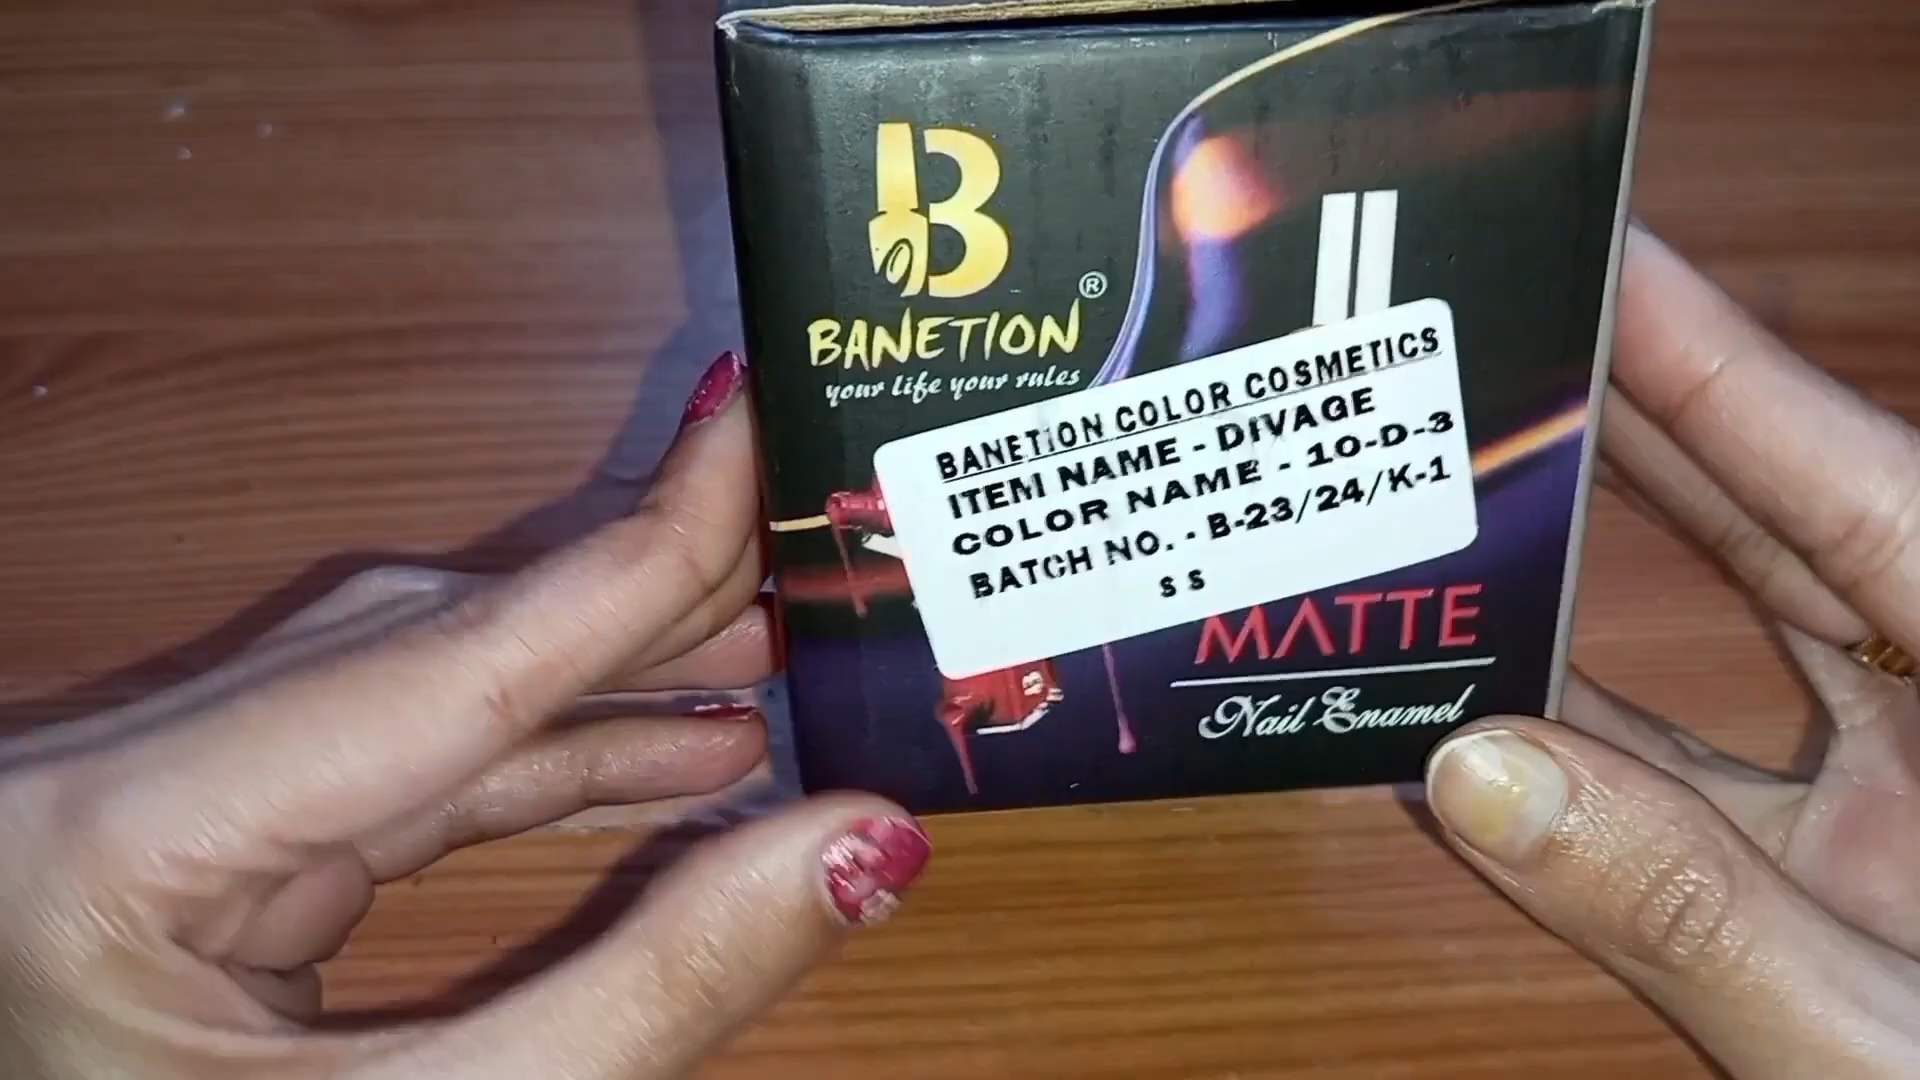 B
BANETION®
your life your rules
BANETION COLOR COSMETICS
ITEM NAME - DIVAGE
COLOR NAME - 10-D-3
BATCH NO. - B-23/24/K-1
S S
MATTE
Nail Enamel